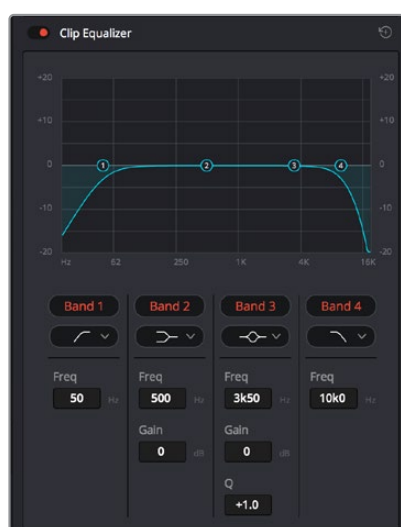 Clip Equalizer
+20 +20
+10 +10
0 0
-10 -10
-20 -20
Hz 62 250 1K 4K 16K
1 2 3 4
Band 1 Band 2 Band 3 Band 4
Freq Freq Freq Freq
50 Hz 500 Hz 3k50 Hz 10k0 Hz
Gain Gain
0 dB 0 dB
Q
+1.0